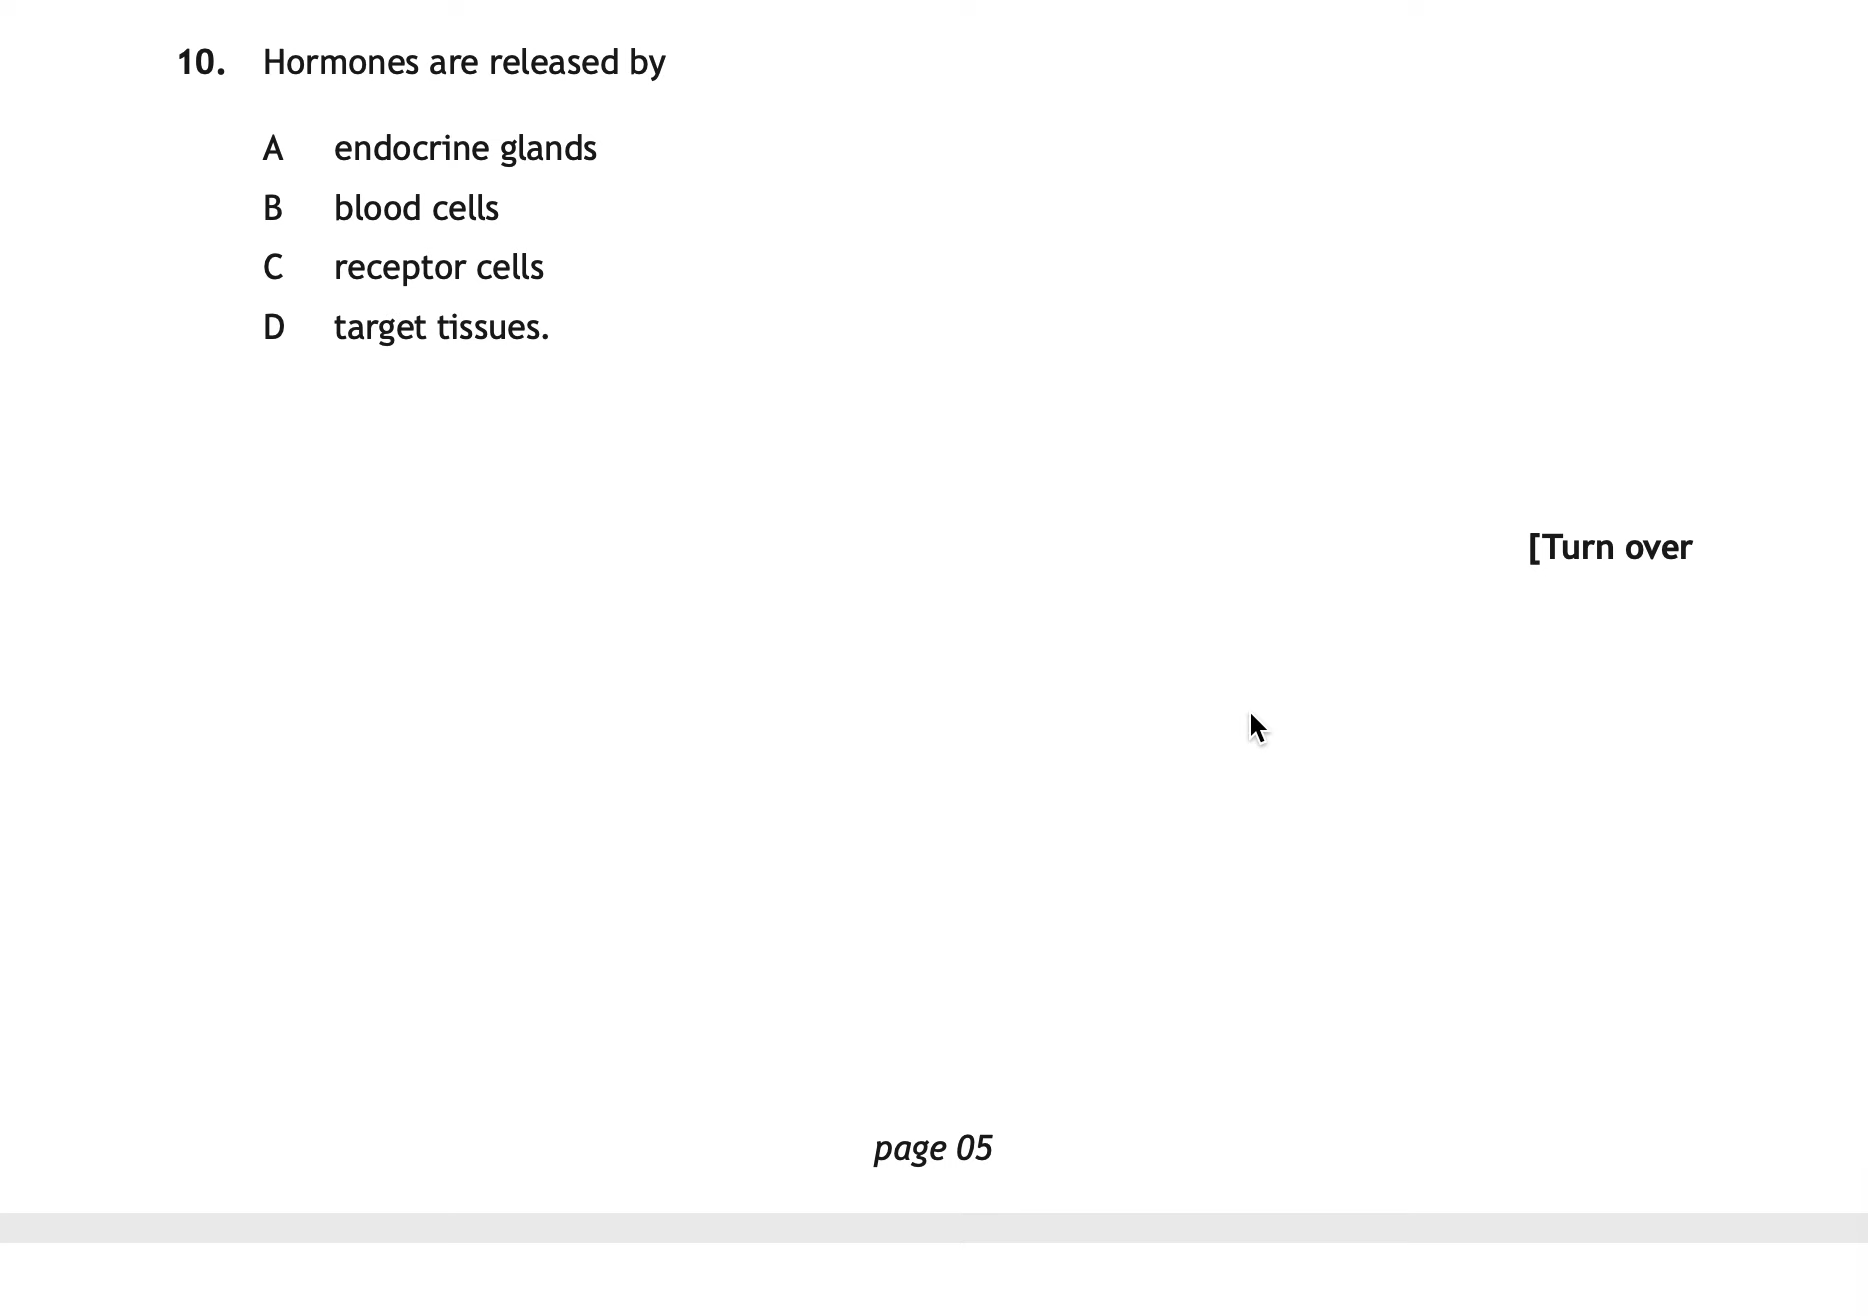 10. Hormones are released by
A endocrine glands
B blood cells
C receptor cells
D target tissues.
[Turn over
page 05